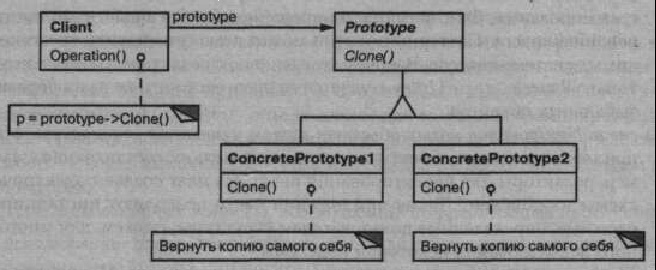 Client
prototype
Prototype
Operation()
Clone()
p = prototype->Clone()
ConcretePrototype1
ConcretePrototype2
Clone()
Clone()
Вернуть копию самого себя
Вернуть копию самого себя